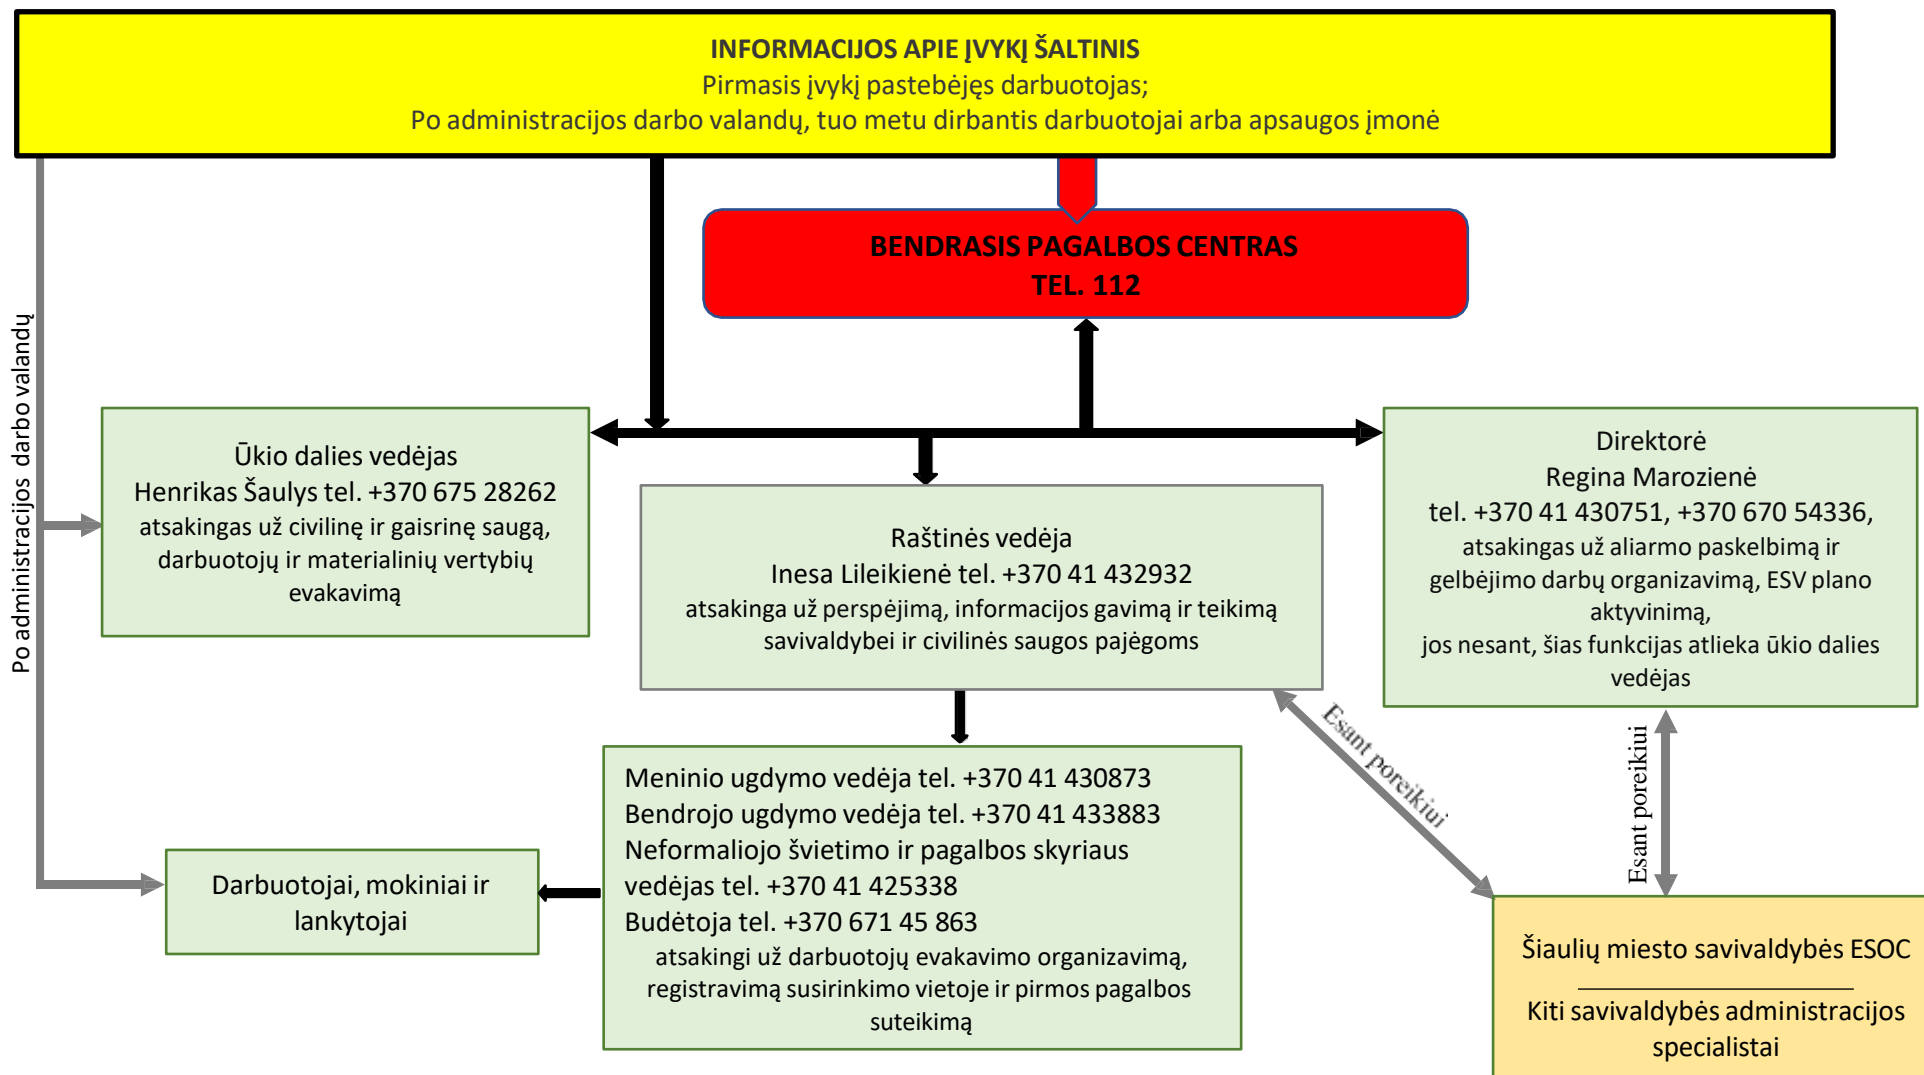 INFORMACIJOS APIE ĮVYKĮ ŠALTINIS
Pirmasis įvykį pastebėjęs darbuotojas;
Po administracijos darbo valandų, tuo metu dirbantis darbuotojai arba apsaugos įmonė
BENDRASIS PAGALBOS CENTRAS
TEL. 112
Po administracijos darbo valandų
Ūkio dalies vedėjas
Henrikas Šaulys tel. +370 675 28262
atsakingas už civilinę ir gaisrinę saugą,
darbuotojų ir materialinių vertybių
evakavimą
Raštinės vedėja
Inesa Lileikienė tel. +370 41 432932
atsakinga už perspėjimą, informacijos gavimą ir teikimą
savivaldybei ir civilinės saugos pajėgoms
Direktorė
Regina Marozienė
tel. +370 41 430751, +370 670 54336,
atsakingas už aliarmo paskelbimą ir
gelbėjimo darbų organizavimą, ESV plano
aktyvinimą,
jos nesant, šias funkcijas atlieka ūkio dalies
vedėjas
Esant poreikiui
Esant poreikiui
Meninio ugdymo vedėja tel. +370 41 430873
Bendrojo ugdymo vedėja tel. +370 41 433883
Neformaliojo švietimo ir pagalbos skyriaus
vedėjas tel. +370 41 425338
Budėtoja tel. +370 671 45 863
atsakingi už darbuotojų evakavimo organizavimą,
registravimą susirinkimo vietoje ir pirmos pagalbos
suteikimą
Darbuotojai, mokiniai ir
lankytojai
Šiaulių miesto savivaldybės ESOC
Kiti savivaldybės administracijos
specialistai